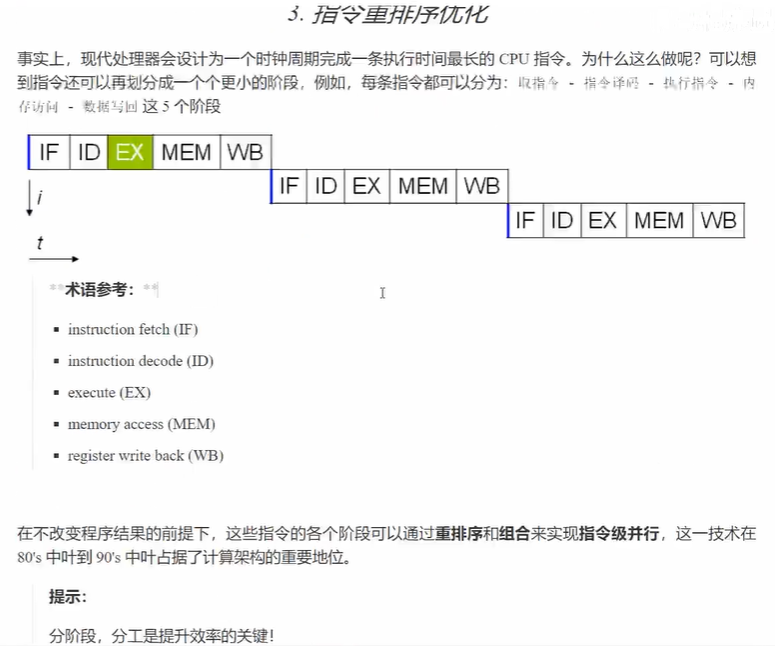 3. 指令重排序优化
事实上，现代处理器会设计为一个时钟周期完成一条执行时间最长的 CPU 指令。为什么这么做呢？可以想
到指令还可以再划分成一个个更小的阶段，例如，每条指令都可以分为：取指令 - 指令译码 - 执行指令 - 内
存访问 - 数据写回 这 5 个阶段
IF ID EX MEM WB
IF ID EX MEM WB
i
IF ID EX MEM WB
t
**术语参考：**
▪ instruction fetch (IF)
▪ instruction decode (ID)
▪ execute (EX)
▪ memory access (MEM)
▪ register write back (WB)
在不改变程序结果的前提下，这些指令的各个阶段可以通过重排序和组合来实现指令级并行，这一技术在
80's 中叶到 90's 中叶占据了计算架构的重要地位。
提示：
分阶段，分工是提升效率的关键！